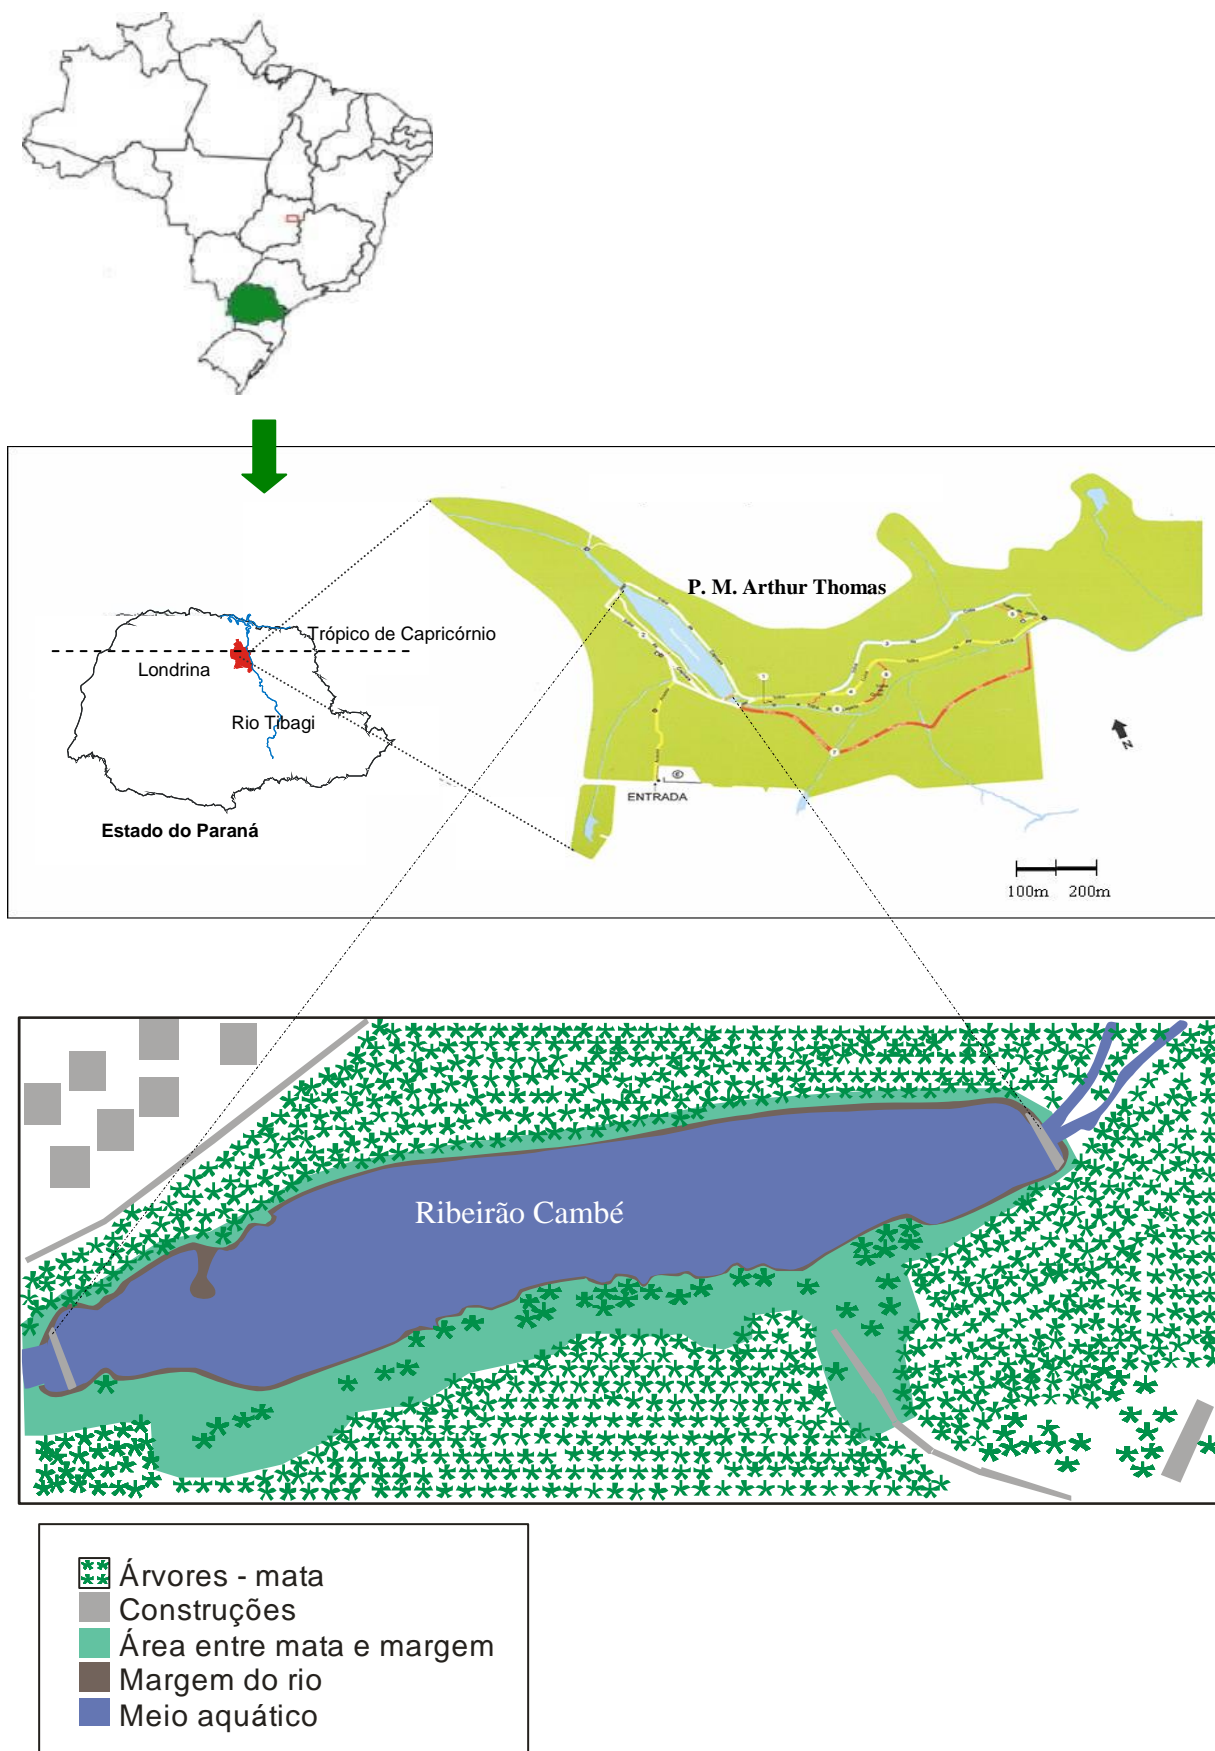 P. M. Arthur Thomas
Trópico de Capricórnio
Londrina
Rio Tibagi
ENTRADA
N
Estado do Paraná
100m 200m
Ribeirão Cambé
Árvores - mata
Construções
Área entre mata e margem
Margem do rio
Meio aquático